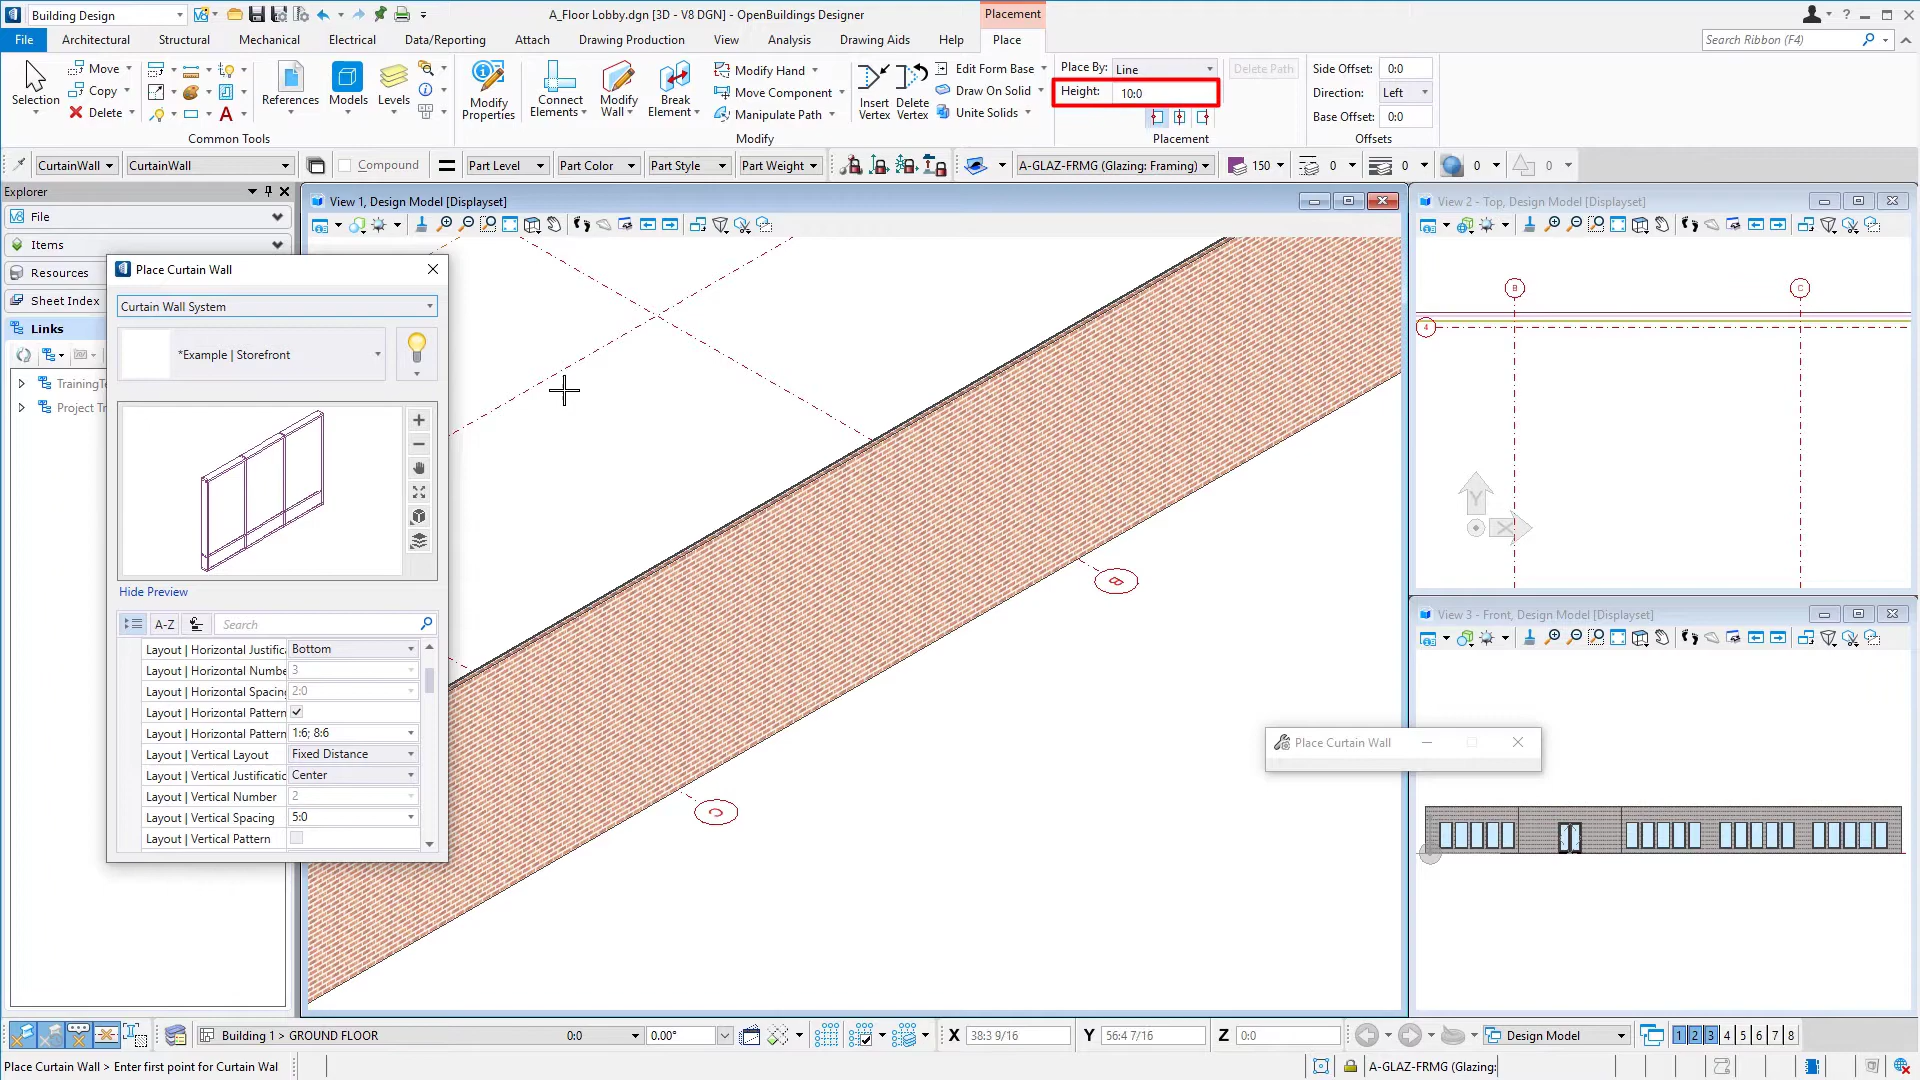 Building Design
A_Floor Lobby.dgn [3D - V8 DGN] - OpenBuildings Designer
Placement
File
Architectural
Structural
Mechanical
Electrical
Data/Reporting
Attach
Drawing Production
View
Analysis
Drawing Aids
Help
Place
Search Ribbon (F4)
Selection
Move
Copy
Delete
References
Models
Levels
Common Tools
Modify Properties
Connect Elements
Modify Wall
Break Element
Modify Hand
Modify Component
Manipulate Path
Insert Vertex
Delete Vertex
Edit Form Base
Draw On Solid
Unite Solids
Modify
Place By: Line
Delete Path
Height: 10:0
Placement
Side Offset: 0:0
Direction: Left
Base Offset: 0:0
Offsets
CurtainWall
CurtainWall
Compound
Part Level
Part Color
Part Style
Part Weight
A-GLAZ-FRMG (Glazing: Framing)
150
0
0
0
0
Explorer
File
Items
Resources
Sheet Index
Links
TrainingTe
Project Tr
View 1, Design Model [Displayset]
B
C
Place Curtain Wall
Curtain Wall System
*Example | Storefront
Hide Preview
A-Z
Search
Layout | Horizontal Justifica Bottom
Layout | Horizontal Numbe 3
Layout | Horizontal Spacing 2:0
Layout | Horizontal Pattern
Layout | Horizontal Pattern 1:6; 8:6
Layout | Vertical Layout Fixed Distance
Layout | Vertical Justificatic Center
Layout | Vertical Number 2
Layout | Vertical Spacing 5:0
Layout | Vertical Pattern
View 2 - Top, Design Model [Displayset]
B
C
4
Y
X
View 3 - Front, Design Model [Displayset]
Place Curtain Wall
Building 1 > GROUND FLOOR 0:0
0.00°
X 38:3 9/16
Y 56:4 7/16
Z 0:0
Design Model
1 2 3 4 5 6 7 8
Place Curtain Wall > Enter first point for Curtain Wal
A-GLAZ-FRMG (Glazing: